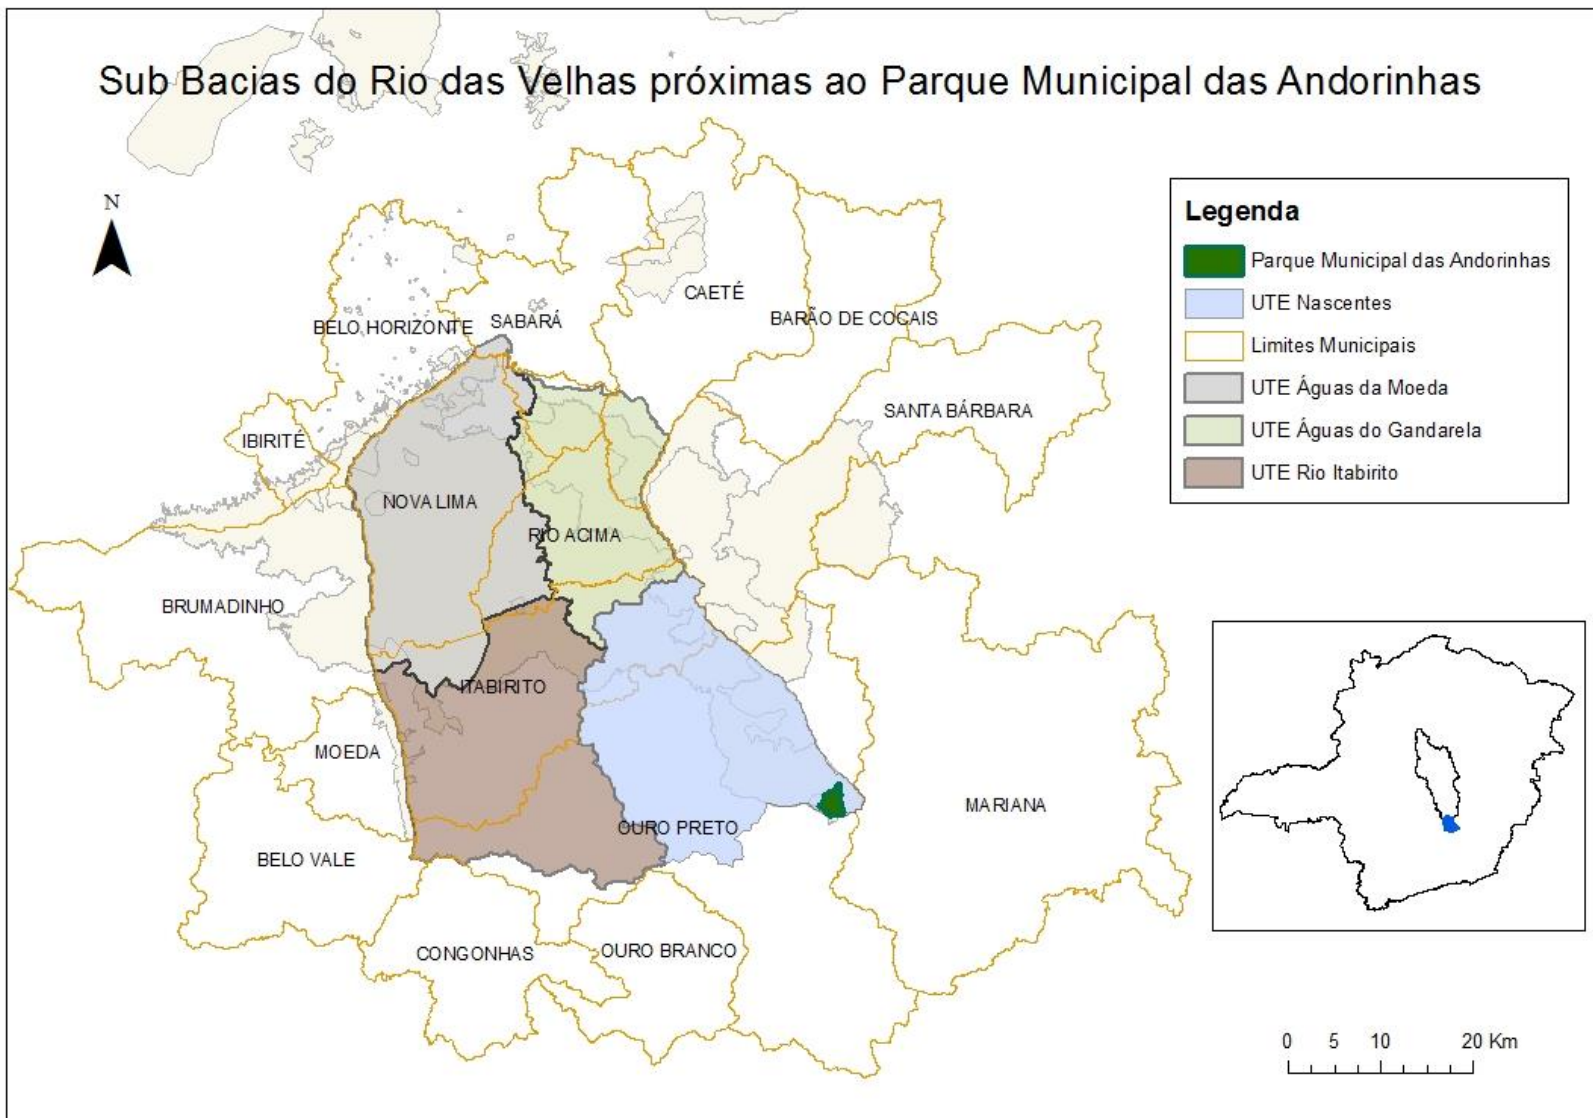 Sub Bacias do Rio das Velhas próximas ao Parque Municipal das Andorinhas
N
Legenda
Parque Municipal das Andorinhas
UTE Nascentes
Limites Municipais
UTE Águas da Moeda
UTE Águas do Gandarela
UTE Rio Itabirito
CAETÉ
BELO HORIZONTE
SABARÁ
BARÃO DE COCAIS
SANTA BÁRBARA
IBIRITÉ
NOVA LIMA
RIO ACIMA
BRUMADINHO
ITABIRITO
MOEDA
MARIANA
OURO PRETO
BELO VALE
CONGONHAS
OURO BRANCO
0 5 10 20 Km